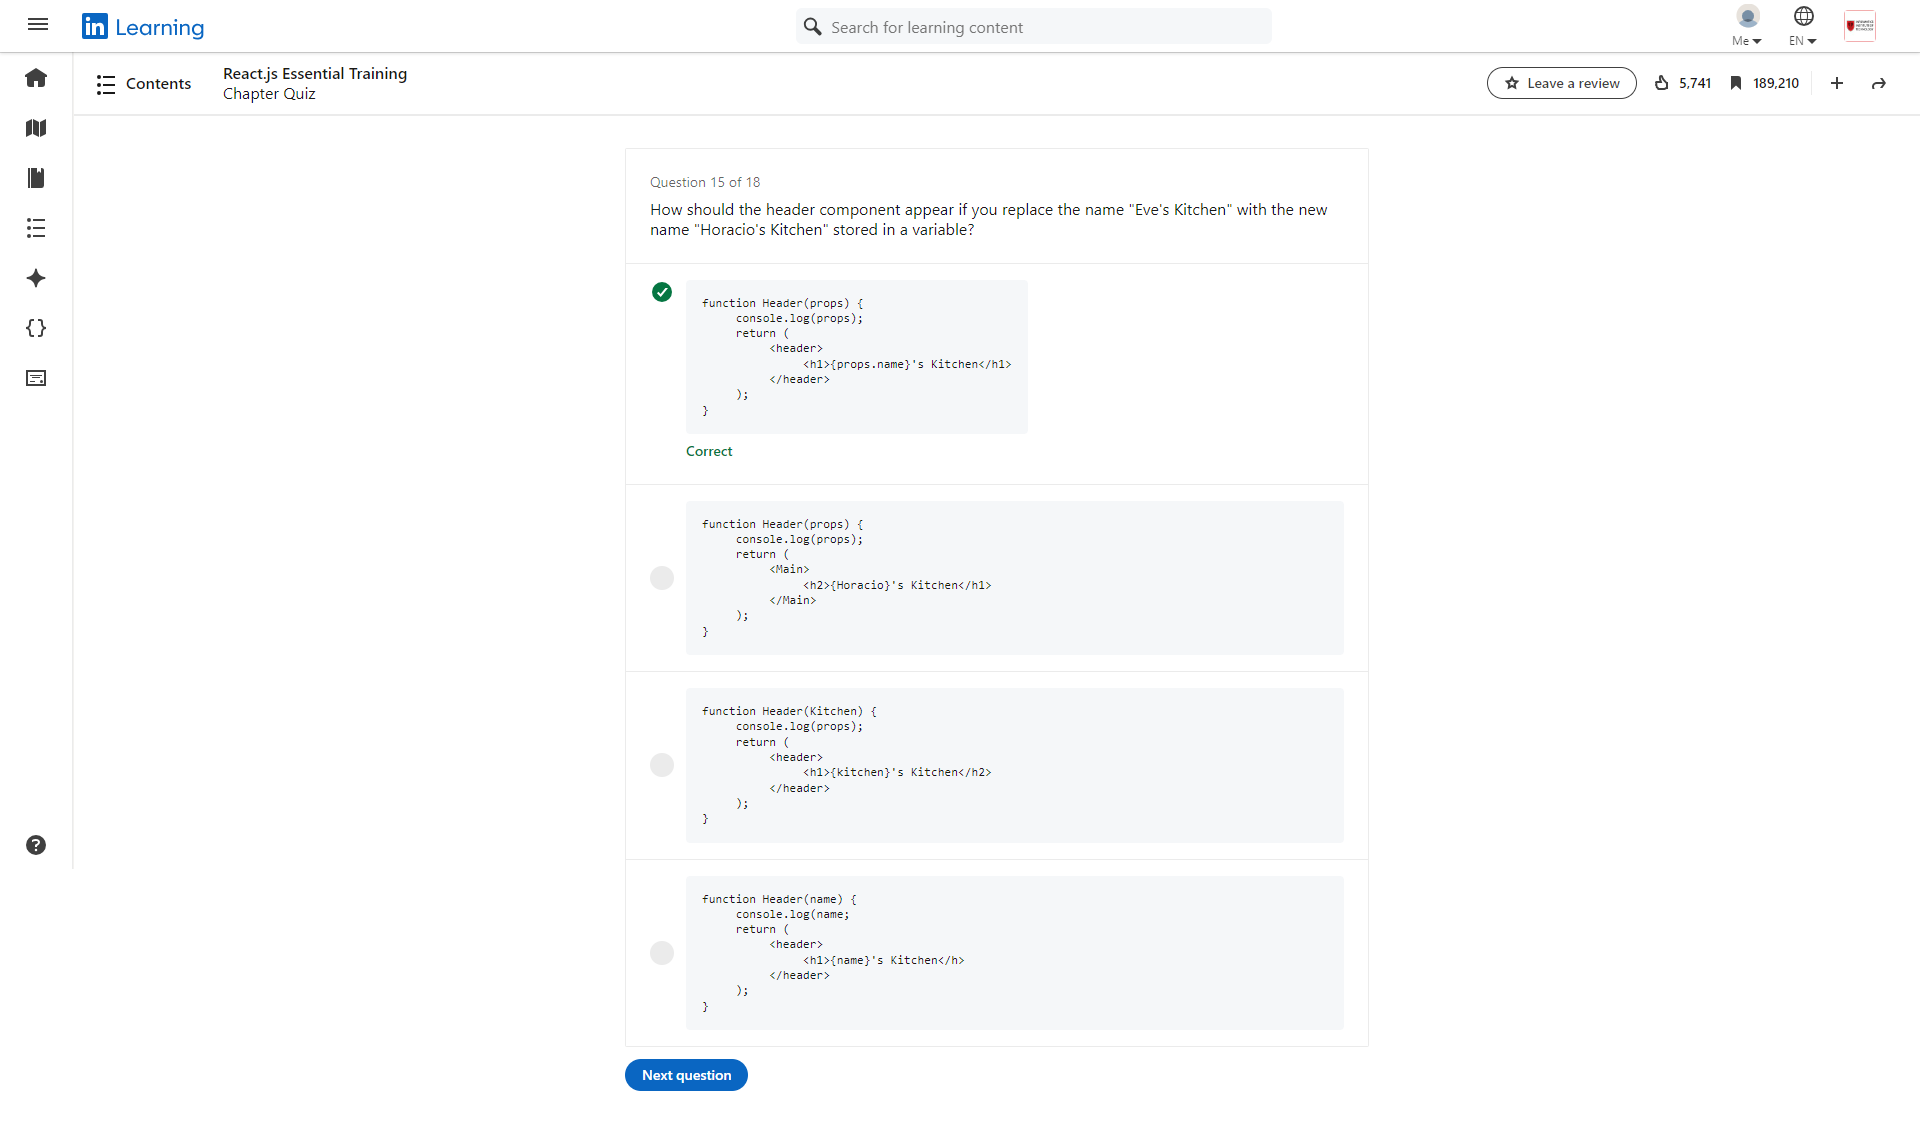 in Learning
Search for learning content
Me
EN
Contents
React.js Essential Training
Chapter Quiz
Leave a review
5,741
189,210
Question 15 of 18
How should the header component appear if you replace the name "Eve's Kitchen" with the new
name "Horacio's Kitchen" stored in a variable?
function Header(props) {
console.log(props);
return (
<header>
<h1>{props.name}'s Kitchen</h1>
</header>
);
}
Correct
function Header(props) {
console.log(props);
return (
<Main>
<h2>{Horacio}'s Kitchen</h1>
</Main>
);
}
function Header(Kitchen) {
console.log(props);
return (
<header>
<h1>{kitchen}'s Kitchen</h2>
</header>
);
}
function Header(name) {
console.log(name;
return (
<header>
<h1>{name}'s Kitchen</h>
</header>
);
}
Next question